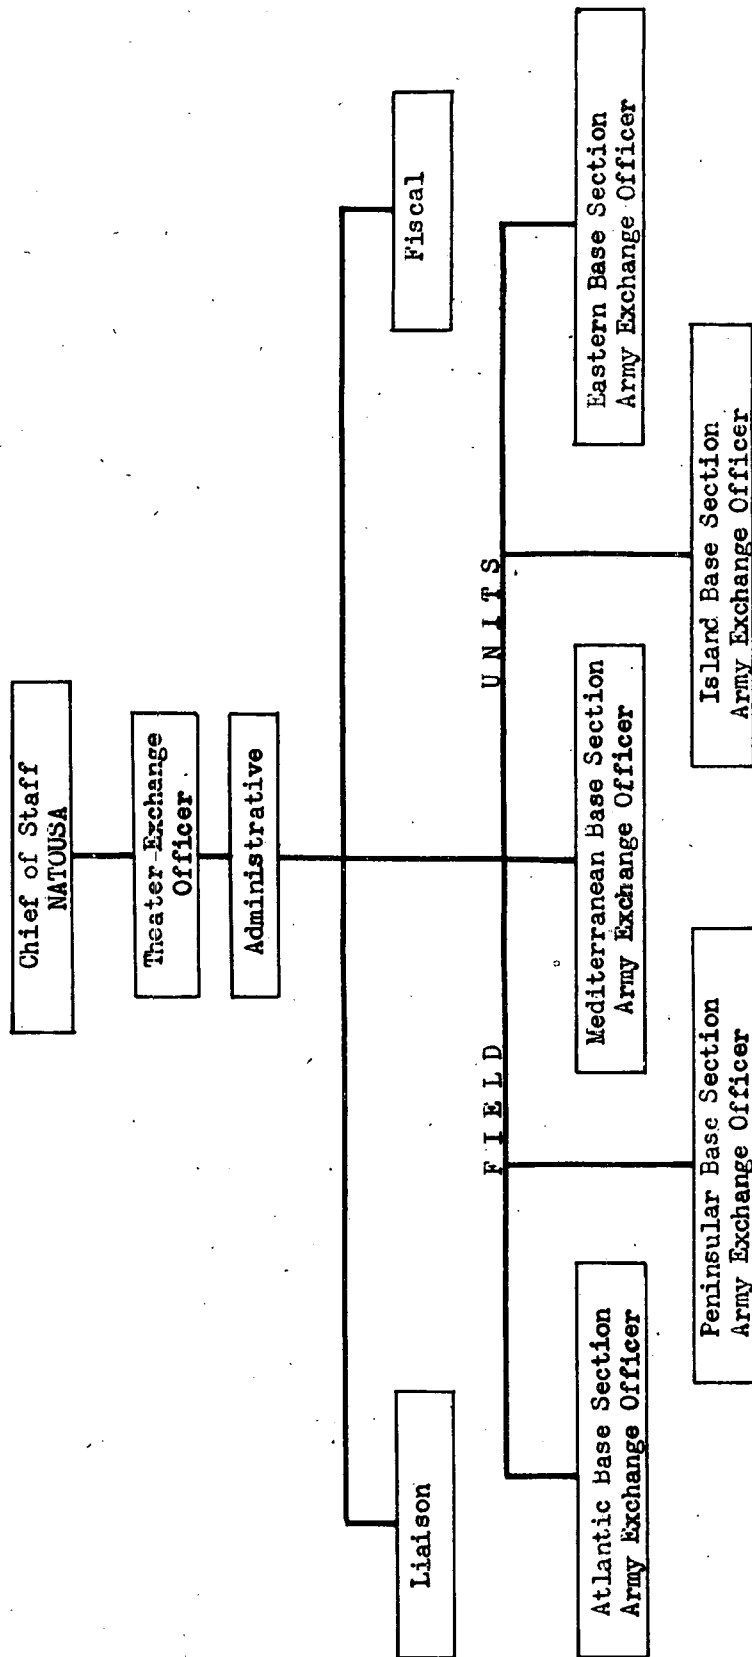 Chief of Staff
NATOUSA
Theater Exchange
Officer
Administrative
Liaison
Fiscal
FIELD UNITS
Atlantic Base Section
Army Exchange Officer
Mediterranean Base Section
Army Exchange Officer
Eastern Base Section
Army Exchange Officer
Peninsular Base Section
Army Exchange Officer
Island Base Section
Army Exchange Officer